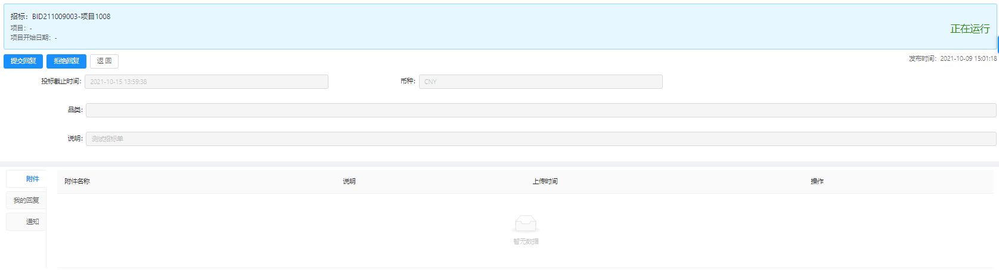 招标：BID211009003-项目1008
项目：-
正在运行
项目开始日期：-
提交回复 拒绝回复 返 回
发布时间：2021-10-09 15:01:18
投标截止时间： 2021-10-15 13:59:38 币种： CNY
品类：
说明： 测试招标单
附件
我的回复
通知
附件名称 说明 上传时间 操作
暂无数据